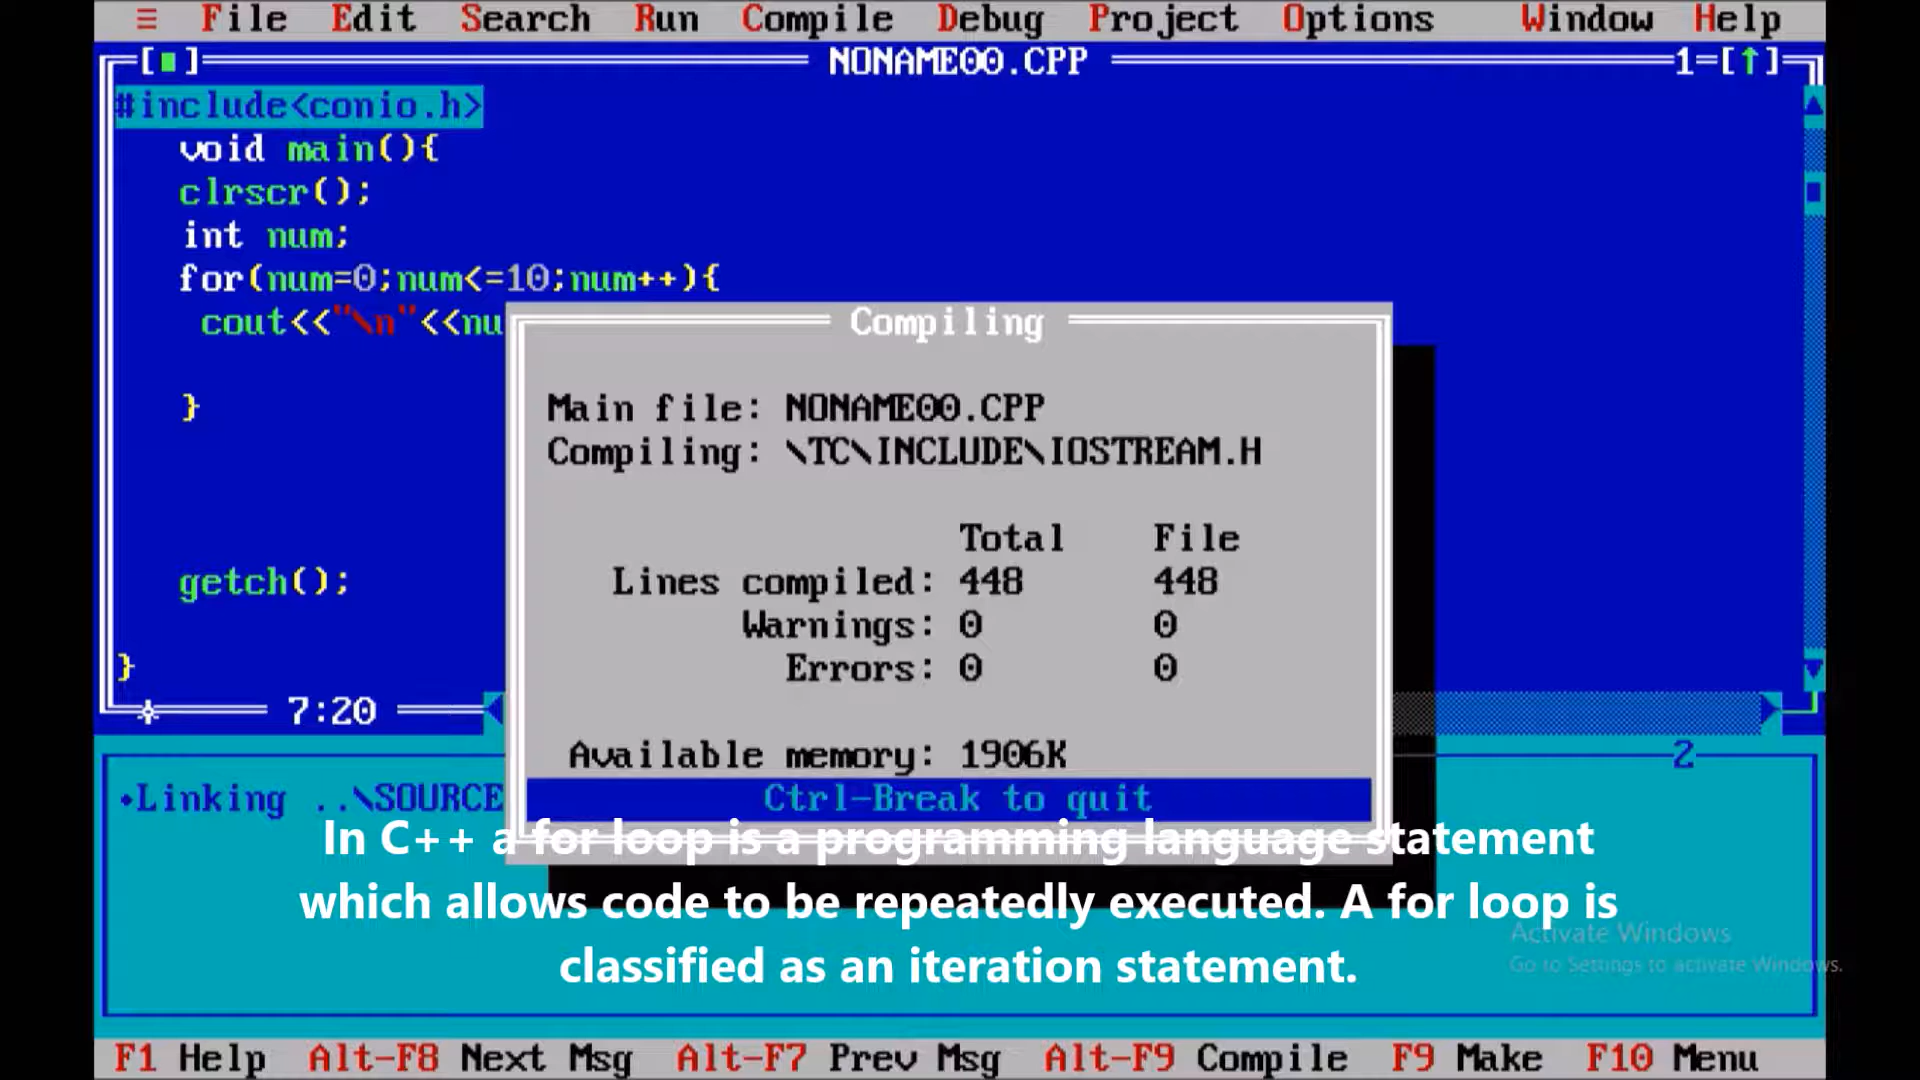 ≡ File Edit Search Run Compile Debug Project Options Window Help
[■] NONAME00.CPP 1=[↑]
#include<conio.h>
void main(){
clrscr();
int num;
for(num=0;num<=10;num++){
cout<<"\n"<<nu
}
getch();
}
7:20
Compiling
Main file: NONAME00.CPP
Compiling: \TC\INCLUDE\IOSTREAM.H
Total File
Lines compiled: 448 448
Warnings: 0 0
Errors: 0 0
Available memory: 1906K
Ctrl-Break to quit
2
•Linking ..\SOURCE
In C++ a for loop is a programming language statement
which allows code to be repeatedly executed. A for loop is
classified as an iteration statement.
Activate Windows
Go to Settings to activate Windows.
F1 Help Alt-F8 Next Msg Alt-F7 Prev Msg Alt-F9 Compile F9 Make F10 Menu